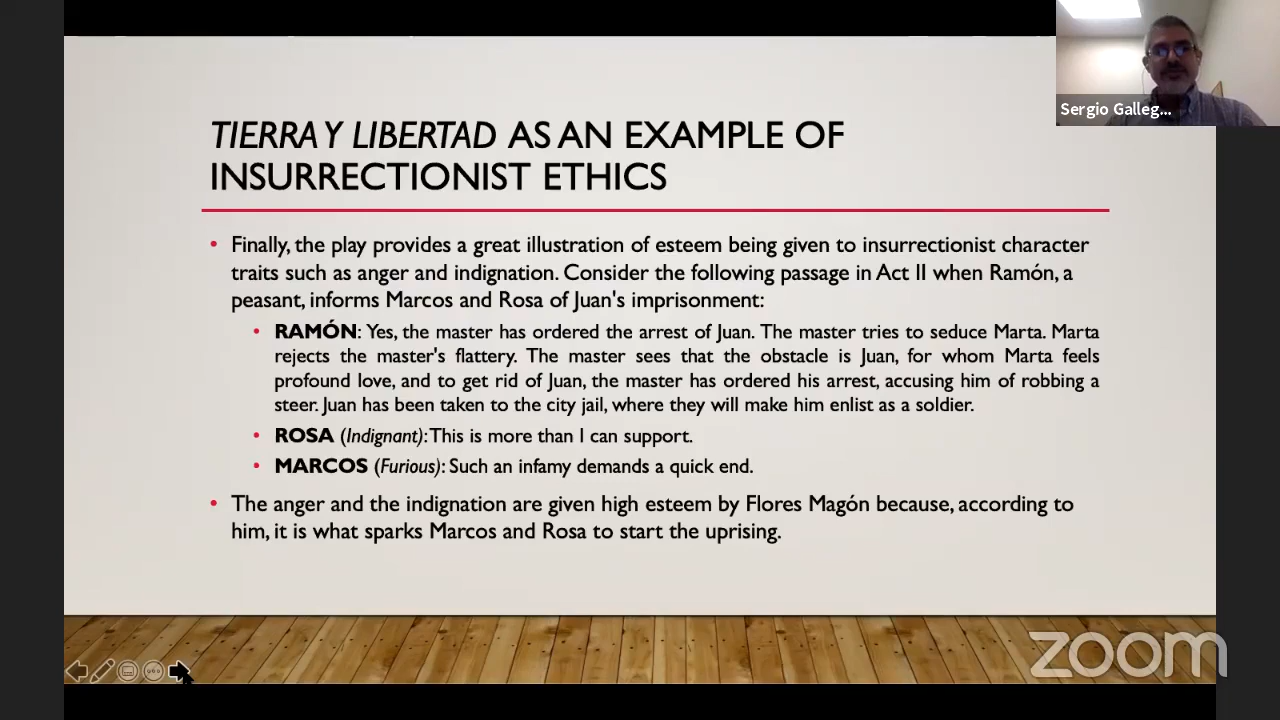 Sergio Galleg...
TIERRA Y LIBERTAD AS AN EXAMPLE OF
INSURRECTIONIST ETHICS
• Finally, the play provides a great illustration of esteem being given to insurrectionist character
traits such as anger and indignation. Consider the following passage in Act II when Ramón, a
peasant, informs Marcos and Rosa of Juan's imprisonment:
• RAMÓN: Yes, the master has ordered the arrest of Juan. The master tries to seduce Marta. Marta
rejects the master's flattery. The master sees that the obstacle is Juan, for whom Marta feels
profound love, and to get rid of Juan, the master has ordered his arrest, accusing him of robbing a
steer. Juan has been taken to the city jail, where they will make him enlist as a soldier.
• ROSA (Indignant): This is more than I can support.
• MARCOS (Furious): Such an infamy demands a quick end.
• The anger and the indignation are given high esteem by Flores Magón because, according to
him, it is what sparks Marcos and Rosa to start the uprising.
zoom